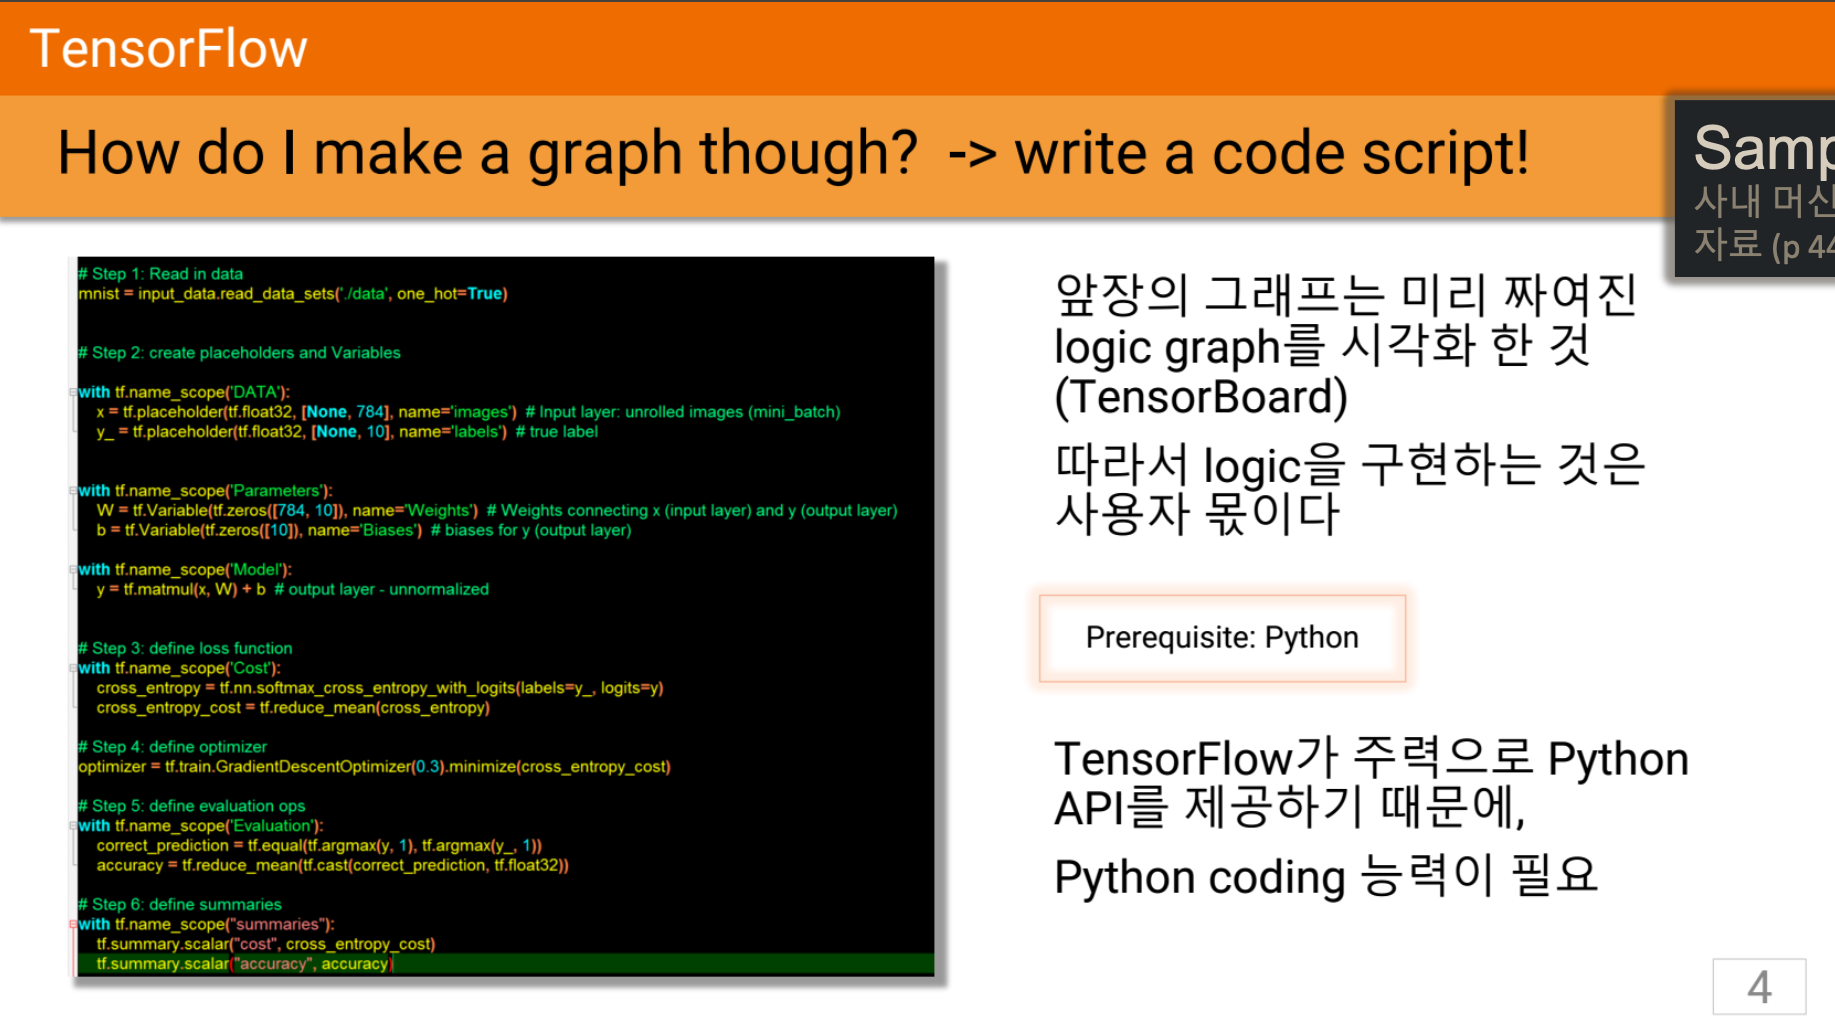 TensorFlow
How do I make a graph though?  -> write a code script!
사내
자료 (p 44
# Step 1: Read in data
mnist = input_data.read_data_sets('./data', one_hot=True)
# Step 2: create placeholders and Variables
with tf.name_scope('DATA'):
x = tf.placeholder(tf.float32, [None, 784], name='images')  # Input layer: unrolled images (mini_batch)
y_ = tf.placeholder(tf.float32, [None, 10], name='labels')  # true label
with tf.name_scope('Parameters'):
W = tf.Variable(tf.zeros([784, 10]), name='Weights')  # Weights connecting x (input layer) and y (output layer)
b = tf.Variable(tf.zeros([10]), name='Biases')  # biases for y (output layer)
with tf.name_scope('Model'):
y = tf.matmul(x, W) + b  # output layer - unnormalized
# Step 3: define loss function
with tf.name_scope('Cost'):
cross_entropy = tf.nn.softmax_cross_entropy_with_logits(labels=y_, logits=y)
cross_entropy_cost = tf.reduce_mean(cross_entropy)
# Step 4: define optimizer
optimizer = tf.train.GradientDescentOptimizer(0.3).minimize(cross_entropy_cost)
# Step 5: define evaluation ops
with tf.name_scope('Evaluation'):
correct_prediction = tf.equal(tf.argmax(y, 1), tf.argmax(y_, 1))
accuracy = tf.reduce_mean(tf.cast(correct_prediction, tf.float32))
# Step 6: define summaries
with tf.name_scope("summaries"):
tf.summary.scalar("cost", cross_entropy_cost)
tf.summary.scalar("accuracy", accuracy)
앞장의 그래프는 미리 짜여진
logic graph를 시각화 한 것
(TensorBoard)
따라서 logic을 구현하는 것은
사용자 몫이다
Prerequisite: Python
TensorFlow가 주력으로 Python
API를 제공하기 때문에,
Python coding 능력이 필요
4